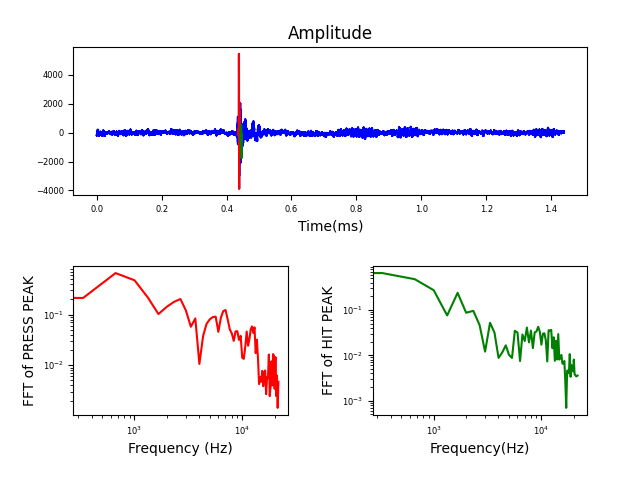 Amplitude
4000
2000
0
−2000
−4000
0.0 0.2 0.4 0.6 0.8 1.0 1.2 1.4
Time(ms)
FFT of PRESS PEAK
10⁻¹
10⁻²
10³ 10⁴
Frequency (Hz)
FFT of HIT PEAK
10⁻¹
10⁻²
10⁻³
10³ 10⁴
Frequency(Hz)